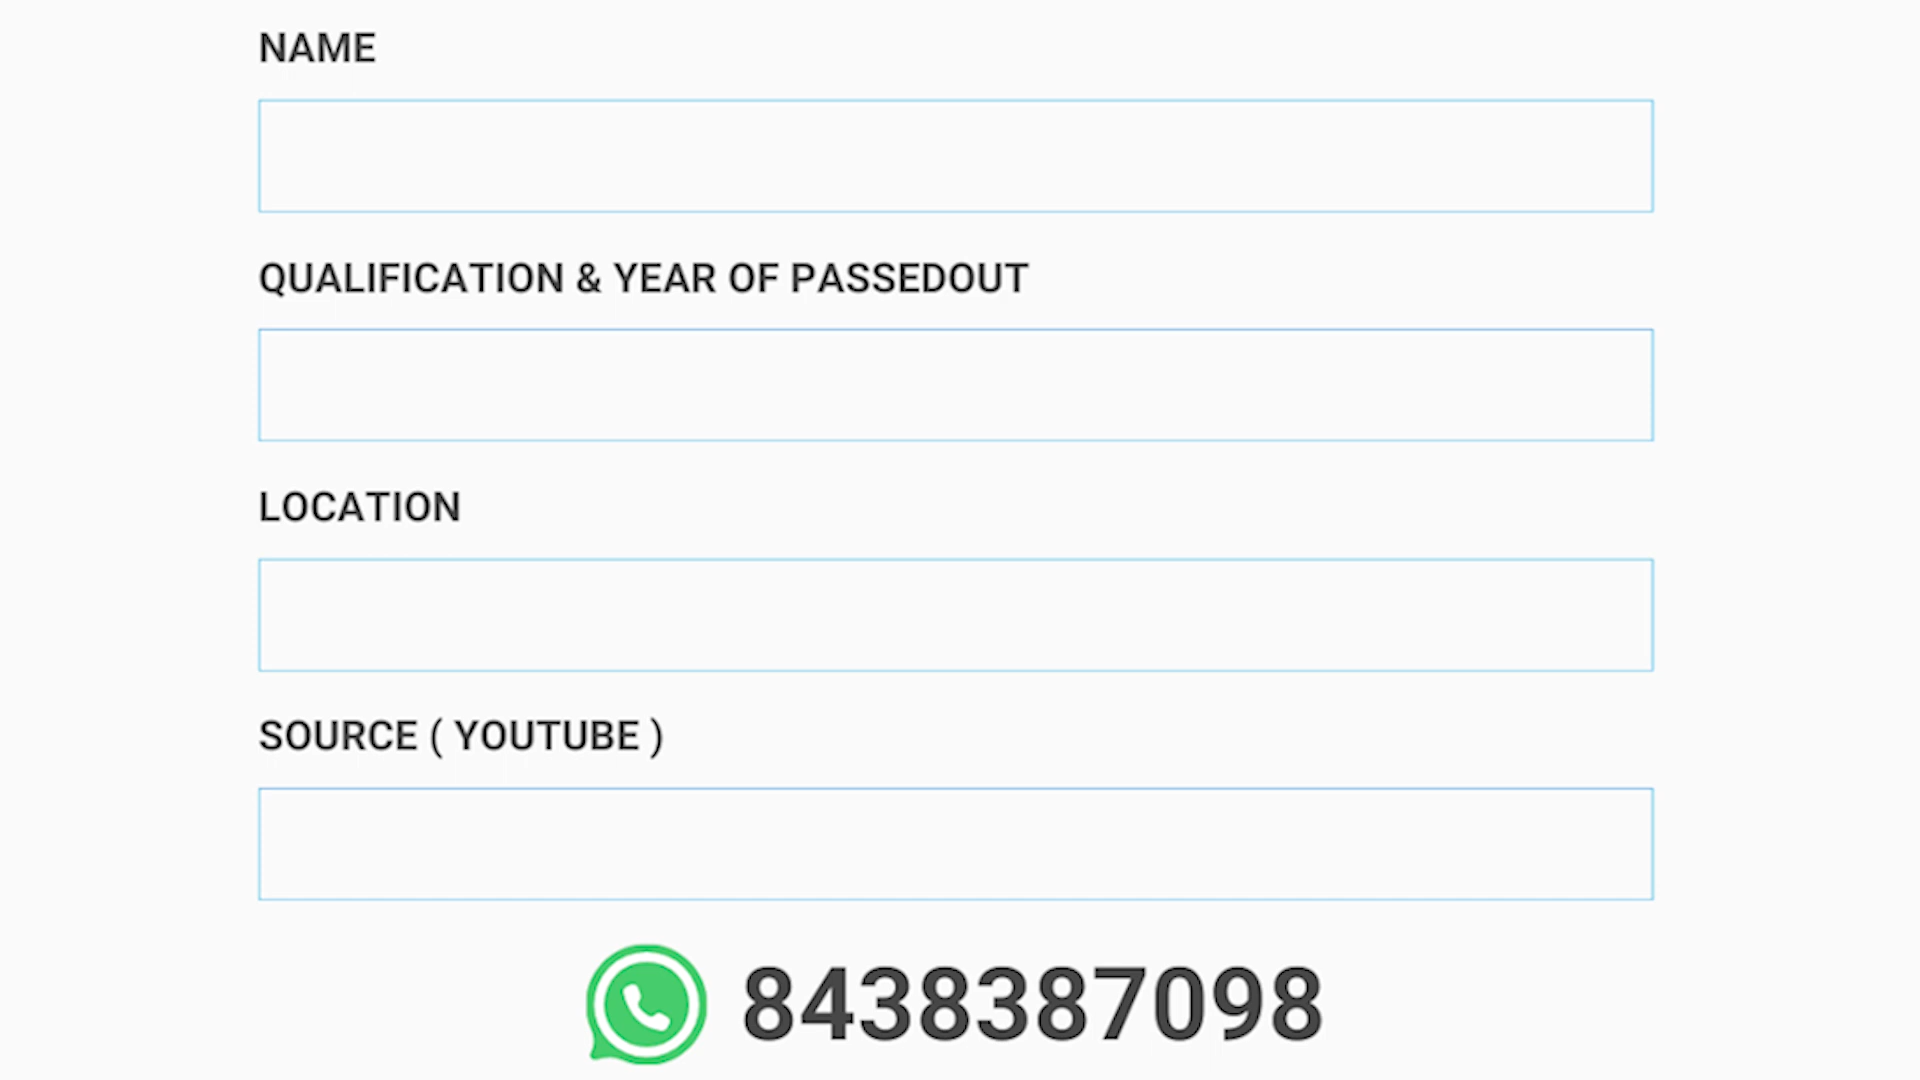 NAME
QUALIFICATION & YEAR OF PASSEDOUT
LOCATION
SOURCE ( YOUTUBE )
8438387098